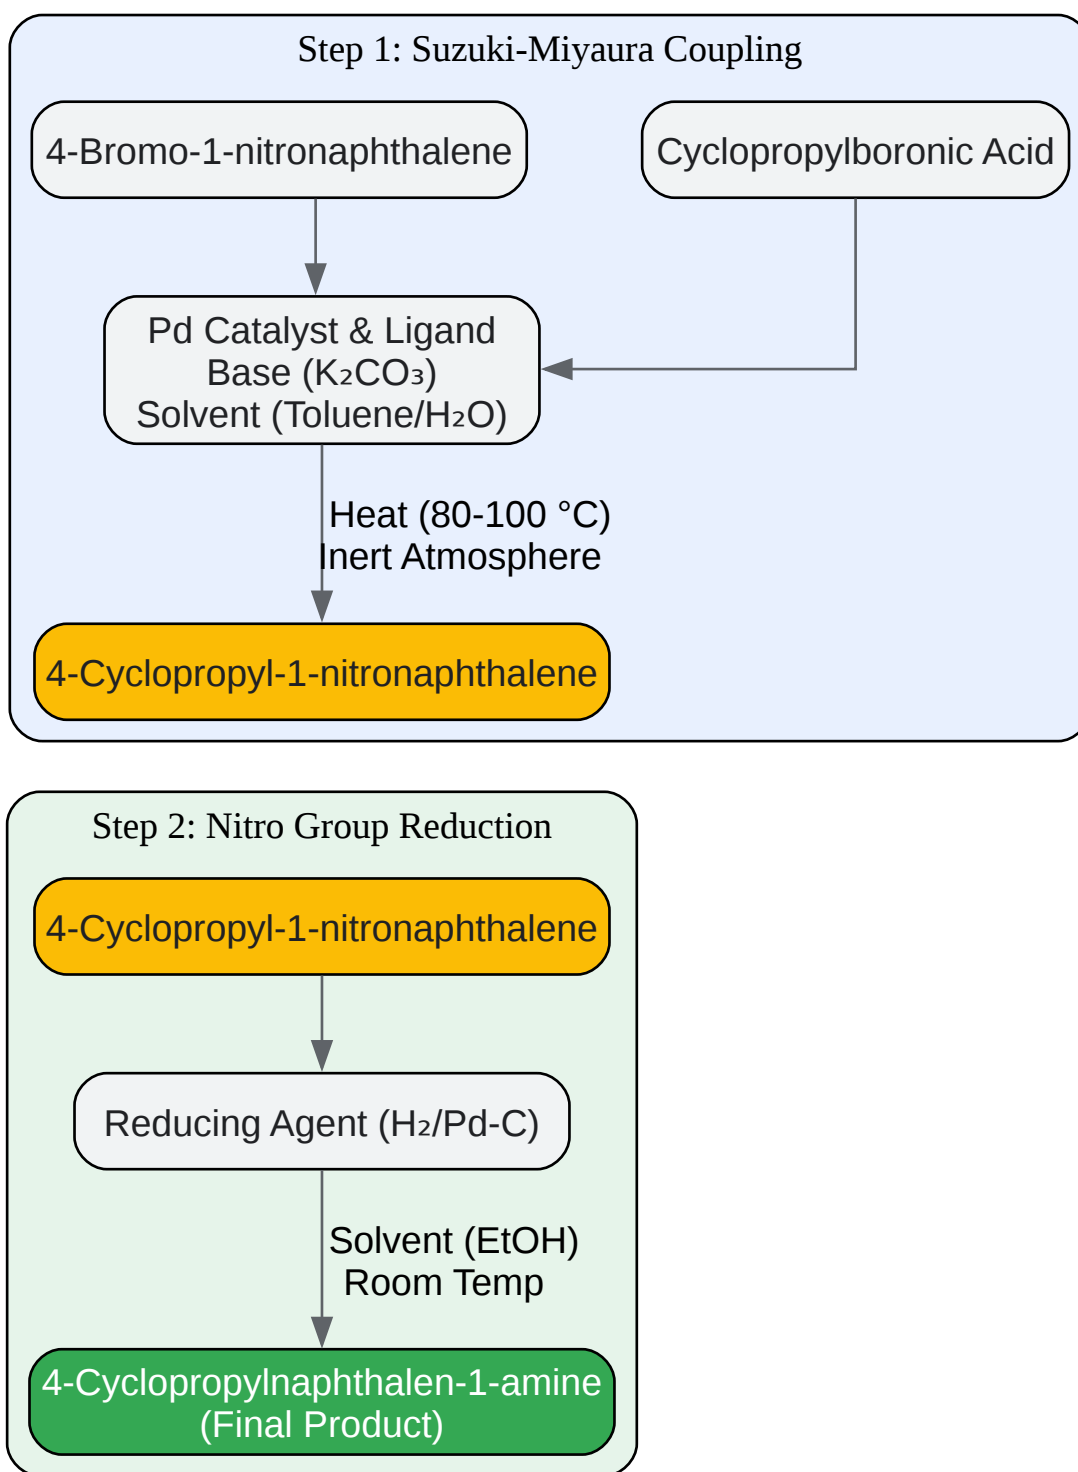 Step 1: Suzuki-Miyaura Coupling
4-Bromo-1-nitronaphthalene
Cyclopropylboronic Acid
Pd Catalyst & Ligand
Base (K₂CO₃)
Solvent (Toluene/H₂O)
Heat (80-100 °C)
Inert Atmosphere
4-Cyclopropyl-1-nitronaphthalene
Step 2: Nitro Group Reduction
4-Cyclopropyl-1-nitronaphthalene
Reducing Agent (H₂/Pd-C)
Solvent (EtOH)
Room Temp
4-Cyclopropylnaphthalen-1-amine
(Final Product)